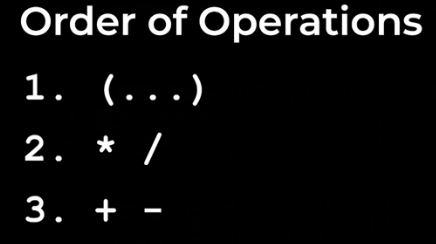 Order of Operations
1. (...)
2. * /
3. + -